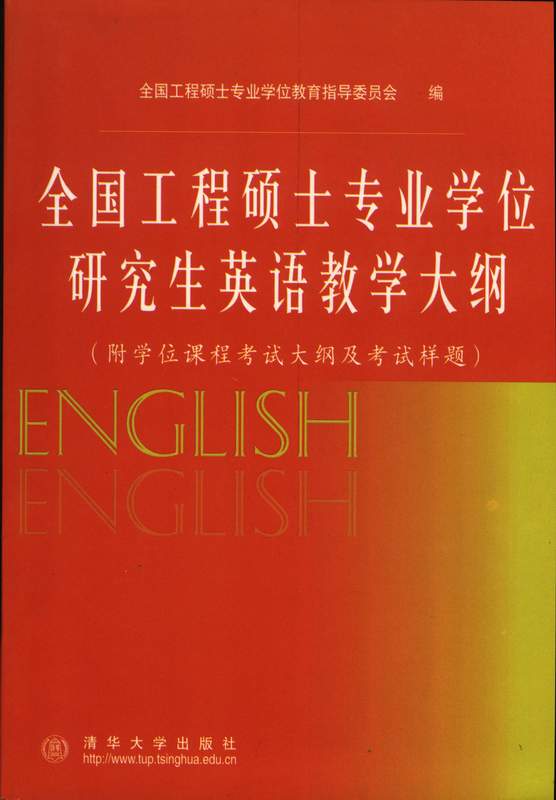 全国工程硕士专业学位教育指导委员会 编
全国工程硕士专业学位
研究生英语教学大纲
(附学位课程考试大纲及考试样题)
ENGLISH
ENGLISH
清华大学出版社
http://www.tup.tsinghua.edu.cn